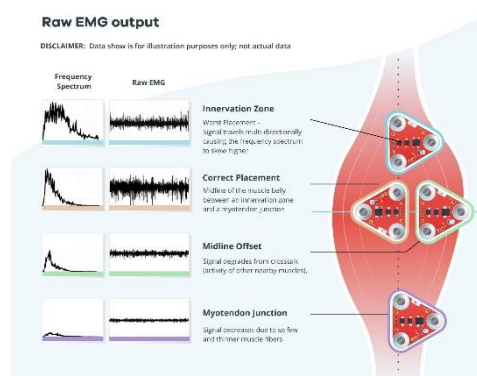 Raw EMG output
DISCLAIMER: Data show is for illustration purposes only; not actual data
Frequency
Spectrum
Raw EMG
Innervation Zone
Worst Placement -
Signal travels multi directionally
causing the frequency spectrum
to skew higher
Correct Placement
Midline of the muscle belly
between an innervation zone
and a myotendon junction
Midline Offset
Signal degrades from crosstalk
(activity of other nearby muscles).
Myotendon Junction
Signal decreases due to so few
and thinner muscle fibers